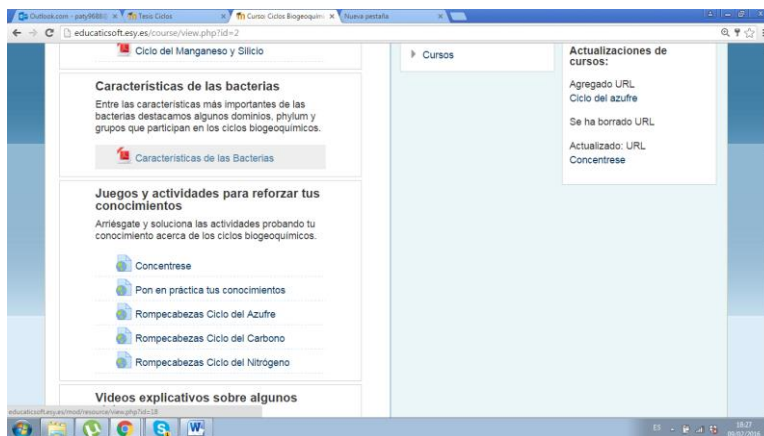 Outlook.com - paty9688@
Tesis Ciclos
Curso: Ciclos Biogeoquím
Nueva pestaña
educaticsoft.esy.es/course/view.php?id=2
Ciclo del Manganeso y Silicio
Características de las bacterias
Entre las características más importantes de las
bacterias destacamos algunos dominios, phylum y
grupos que participan en los ciclos biogeoquímicos.
Características de las Bacterias
Juegos y actividades para reforzar tus
conocimientos
Arriésgate y soluciona las actividades probando tu
conocimiento acerca de los ciclos biogeoquímicos.
Concentrese
Pon en práctica tus conocimientos
Rompecabezas Ciclo del Azufre
Rompecabezas Ciclo del Carbono
Rompecabezas Ciclo del Nitrógeno
Videos explicativos sobre algunos
Cursos
Actualizaciones de
cursos:
Agregado URL
Ciclo del azufre
Se ha borrado URL
Actualizado: URL
Concentrese
educaticsoft.esy.es/mod/resource/view.php?id=18
ES
18:27